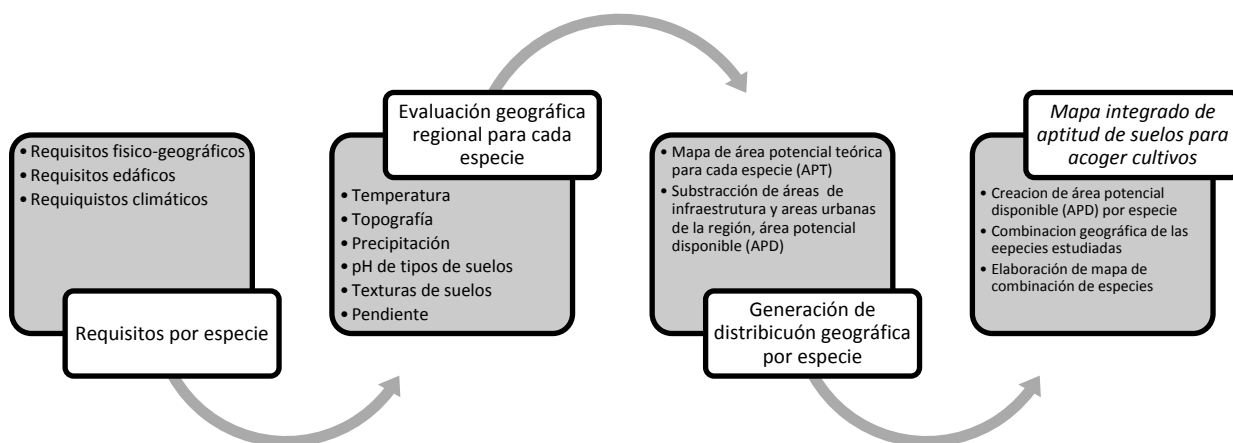 • Requisitos fisico-geográficos
• Requisitos edáficos
• Requiquistos climáticos
Requisitos por especie
Evaluación geográfica
regional para cada
especie
• Temperatura
• Topografía
• Precipitación
• pH de tipos de suelos
• Texturas de suelos
• Pendiente
• Mapa de área potencial teórica
para cada especie (APT)
• Substracción de áreas de
infraestrutura y areas urbanas
de la región, área potencial
disponible (APD)
Generación de
distribicuón geográfica
por especie
Mapa integrado de
aptitud de suelos para
acoger cultivos
• Creacion de área potencial
disponible (APD) por especie
• Combinacion geográfica de las
eepecies estudiadas
• Elaboración de mapa de
combinación de especies